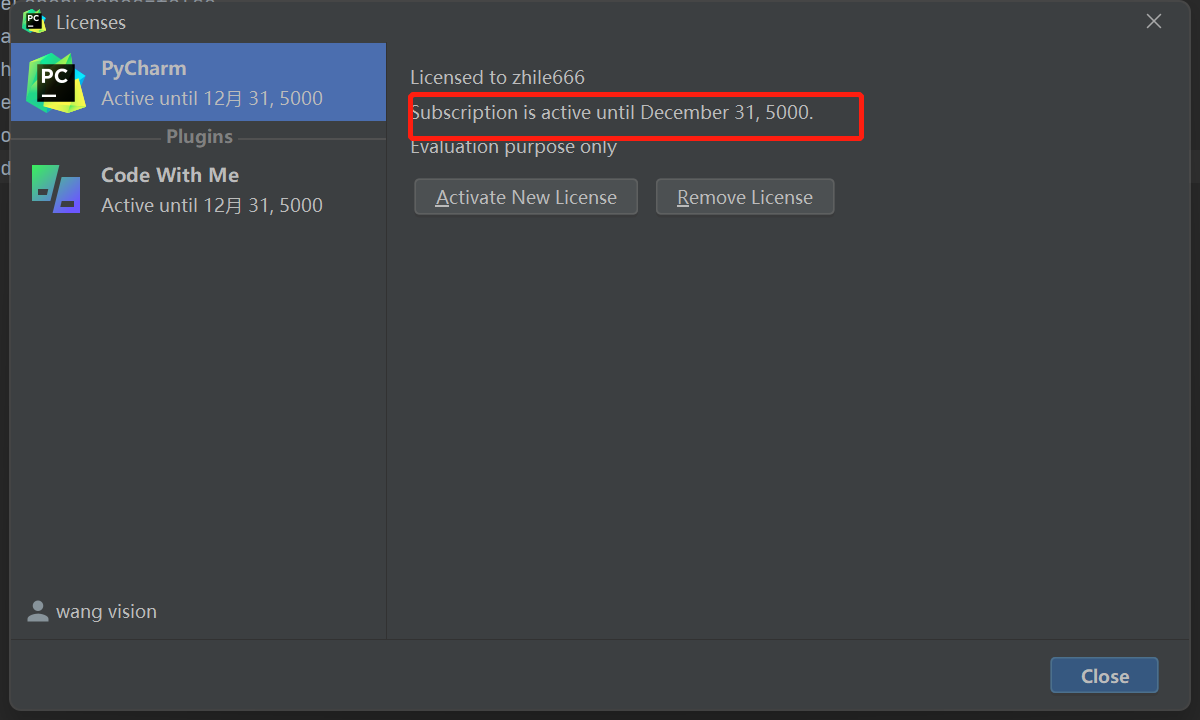 Licenses
PC
PyCharm
Active until 12月 31, 5000
Plugins
Code With Me
Active until 12月 31, 5000
Licensed to zhile666
Subscription is active until December 31, 5000.
Evaluation purpose only
Activate New License
Remove License
wang vision
Close